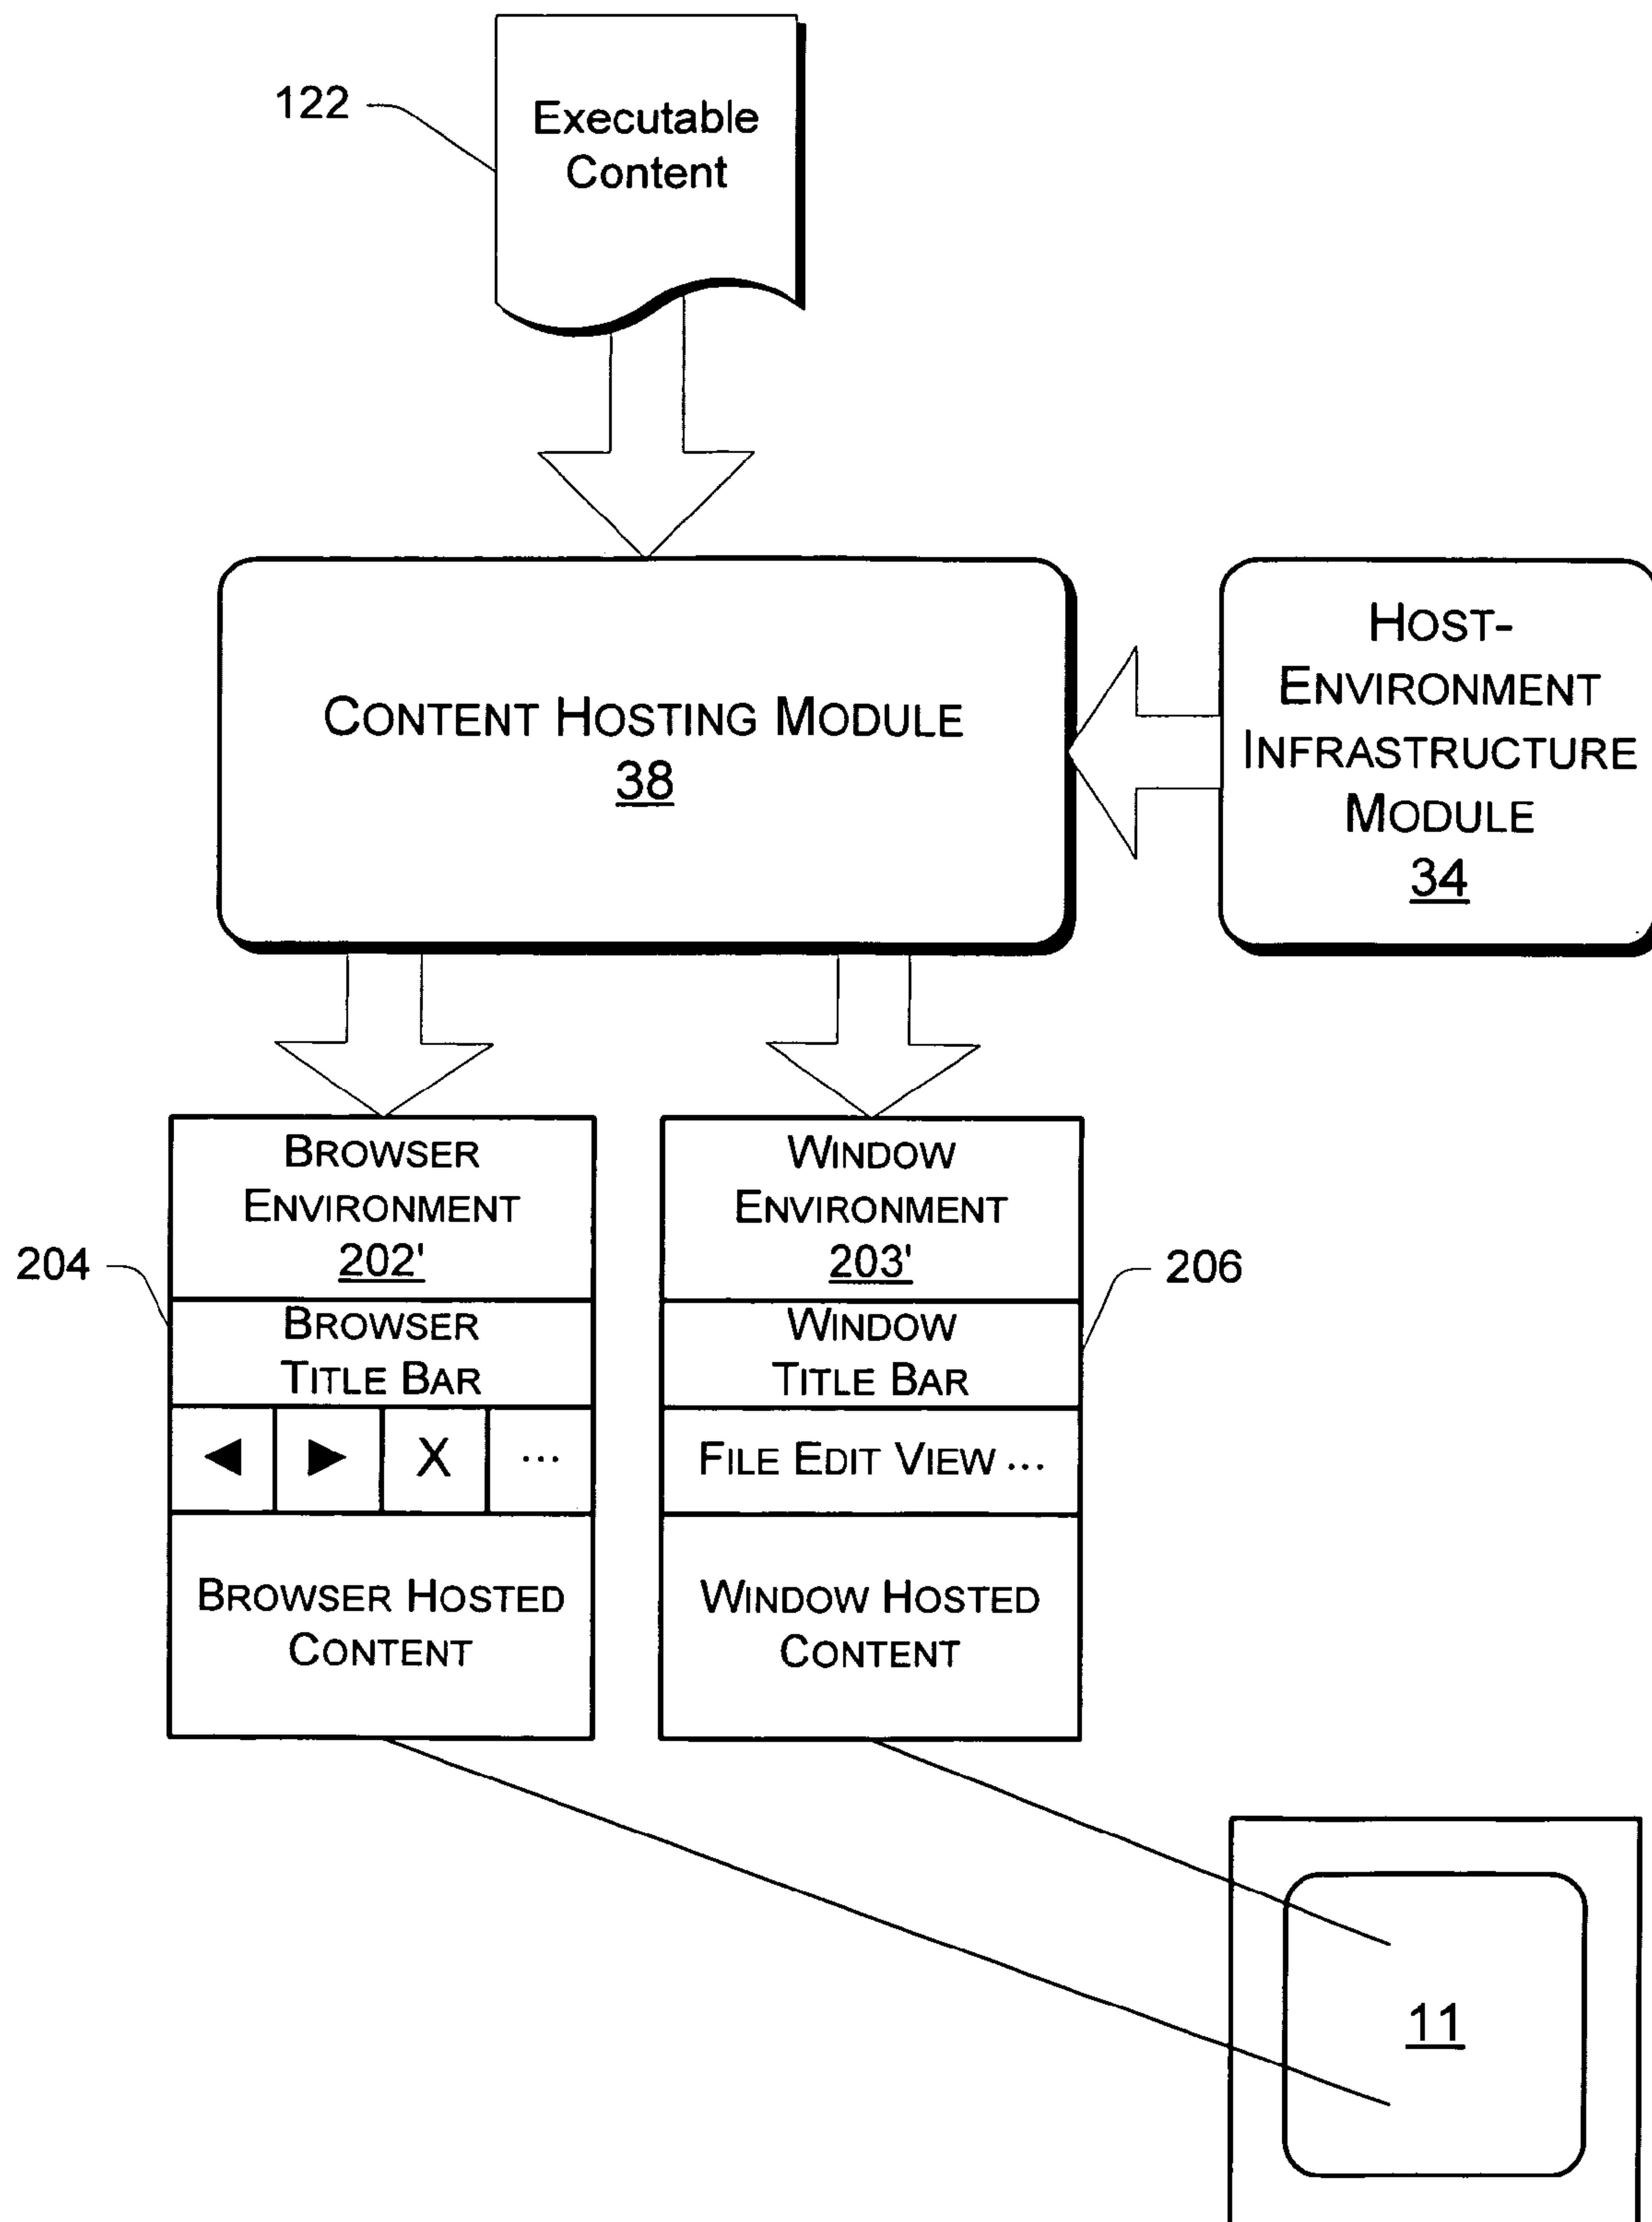 122
Executable
Content
CONTENT HOSTING MODULE
38
HOST-
ENVIRONMENT
INFRASTRUCTURE
MODULE
34
BROWSER
ENVIRONMENT
202'
204
BROWSER
TITLE BAR
X
...
BROWSER HOSTED
CONTENT
WINDOW
ENVIRONMENT
203'
206
WINDOW
TITLE BAR
FILE EDIT VIEW ...
WINDOW HOSTED
CONTENT
11